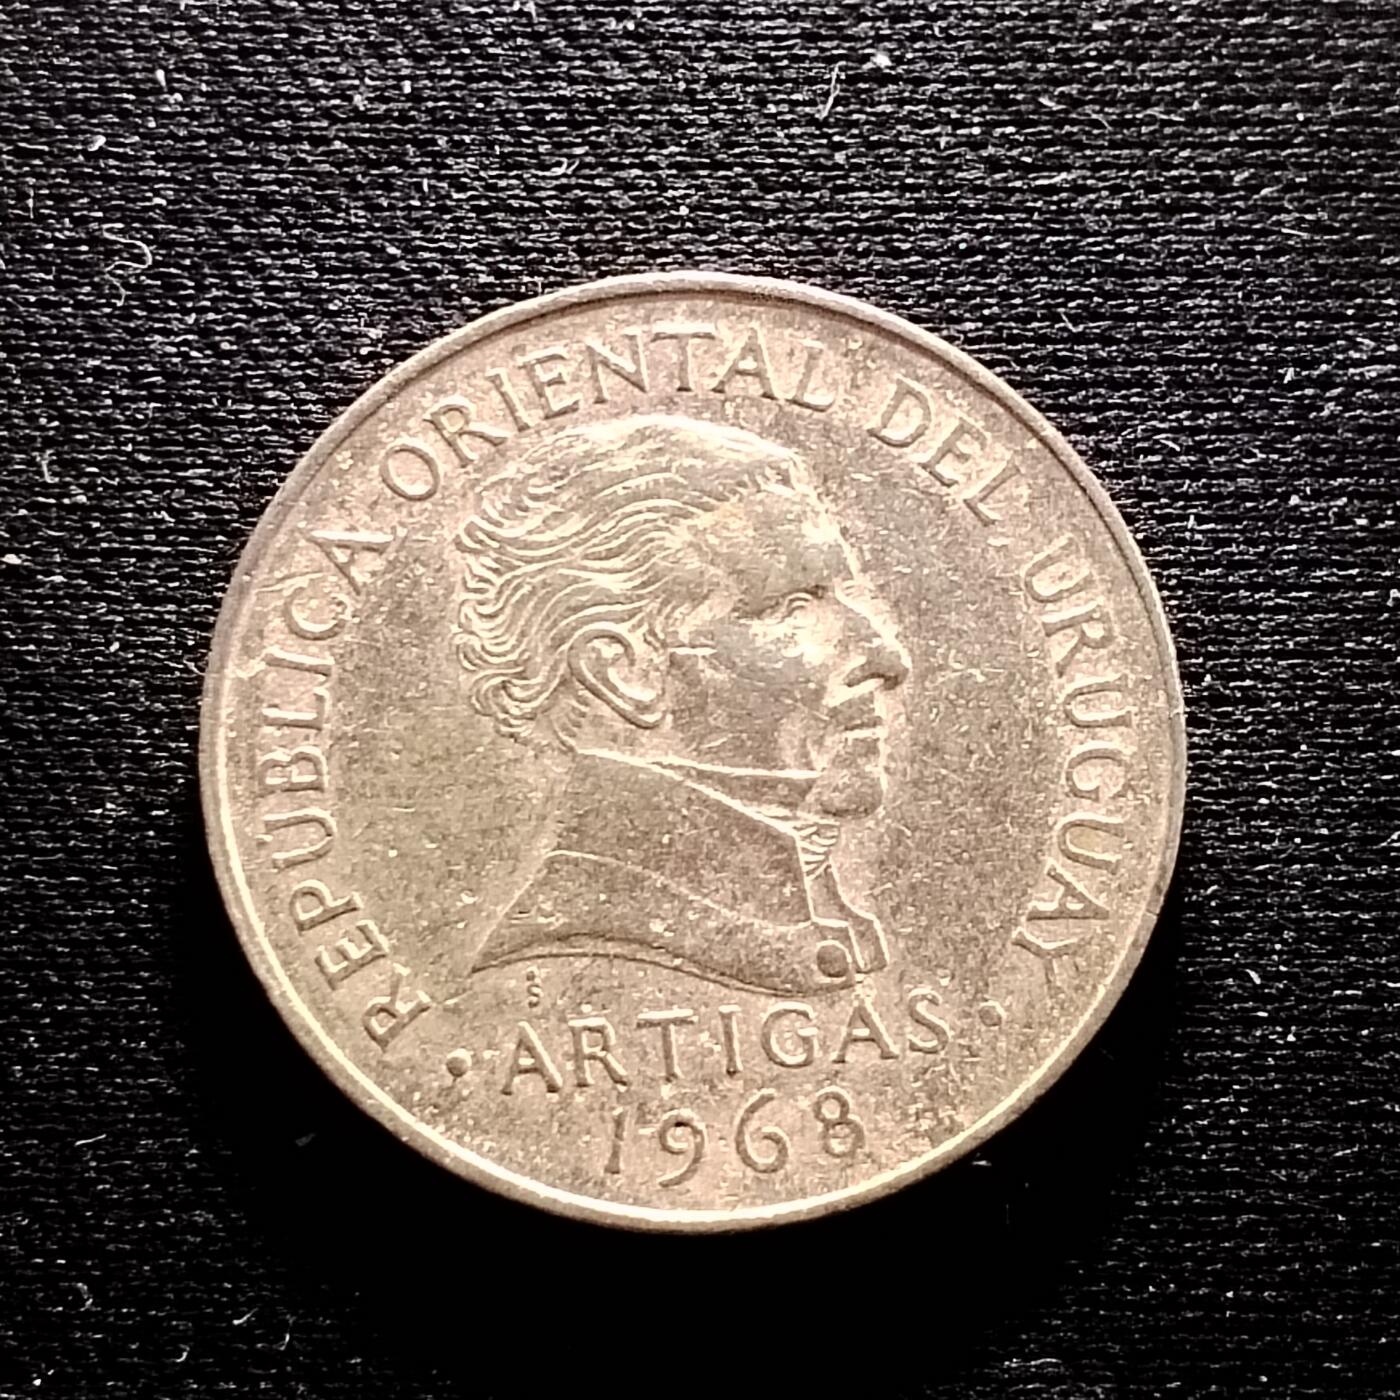 REPUBLICA ORIENTAL DEL URUGUAY
· ARTIGAS ·
1968